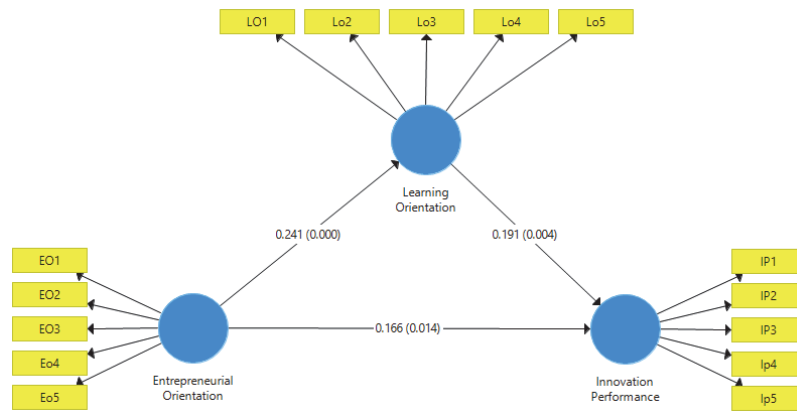 LO1
Lo2
Lo3
Lo4
Lo5
Learning
Orientation
0.241 (0.000)
0.191 (0.004)
EO1
EO2
EO3
Eo4
Eo5
IP1
IP2
IP3
Ip4
Ip5
0.166 (0.014)
Entrepreneurial
Orientation
Innovation
Performance